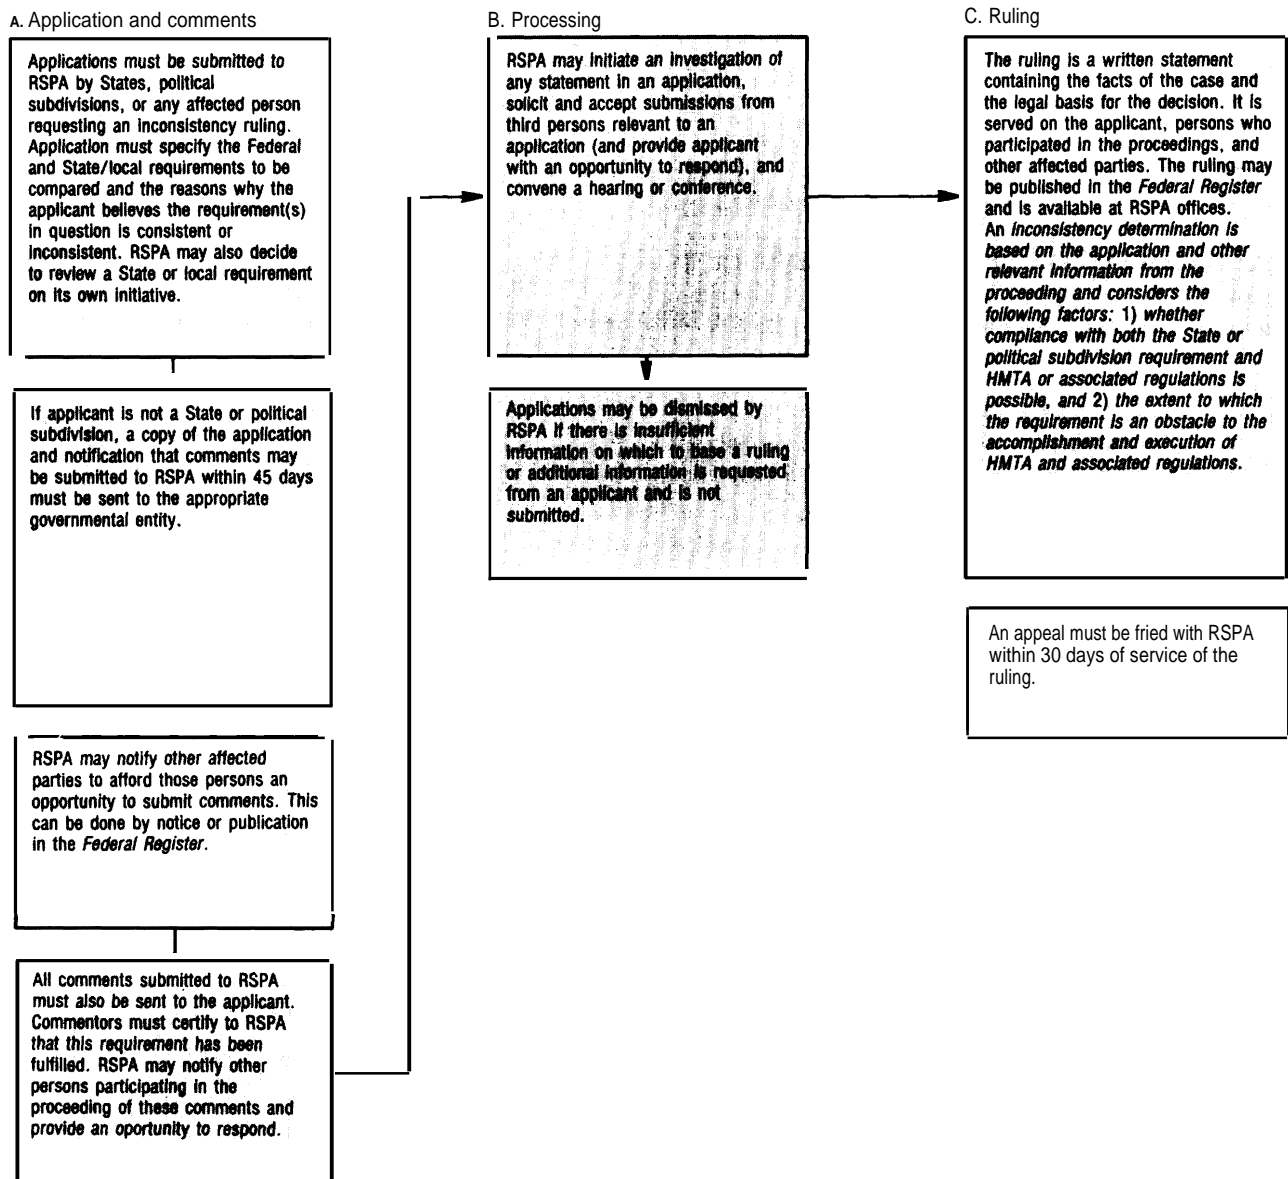 A. Application and comments
Applications must be submitted to
RSPA by States, political
subdivisions, or any affected person
requesting an inconsistency ruling.
Application must specify the Federal
and State/local requirements to be
compared and the reasons why the
applicant believes the requirement(s)
in question is consistent or
inconsistent. RSPA may also decide
to review a State or local requirement
on its own initiative.
If applicant is not a State or political
subdivision, a copy of the application
and notification that comments may
be submitted to RSPA within 45 days
must be sent to the appropriate
governmental entity.
RSPA may notify other affected
parties to afford those persons an
opportunity to submit comments. This
can be done by notice or publication
in the Federal Register.
All comments submitted to RSPA
must also be sent to the applicant.
Commentors must certify to RSPA
that this requirement has been
fulfilled. RSPA may notify other
persons participating in the
proceeding of these comments and
provide an oportunity to respond.
B. Processing
RSPA may initiate an investigation of
any statement in an application,
solicit and accept submissions from
third persons relevant to an
application (and provide applicant
with an opportunity to respond), and
convene a hearing or conference.
Applications may be dismissed by
RSPA if there is insufficient
information on which to base a ruling
or additional information is requested
from an applicant and is not
submitted.
C. Ruling
The ruling is a written statement
containing the facts of the case and
the legal basis for the decision. It is
served on the applicant, persons who
participated in the proceedings, and
other affected parties. The ruling may
be published in the Federal Register
and is available at RSPA offices.
An inconsistency determination is
based on the application and other
relevant information from the
proceeding and considers the
following factors: 1) whether
compliance with both the State or
political subdivision requirement and
HMTA or associated regulations is
possible, and 2) the extent to which
the requirement is an obstacle to the
accomplishment and execution of
HMTA and associated regulations.
An appeal must be fried with RSPA
within 30 days of service of the
ruling.